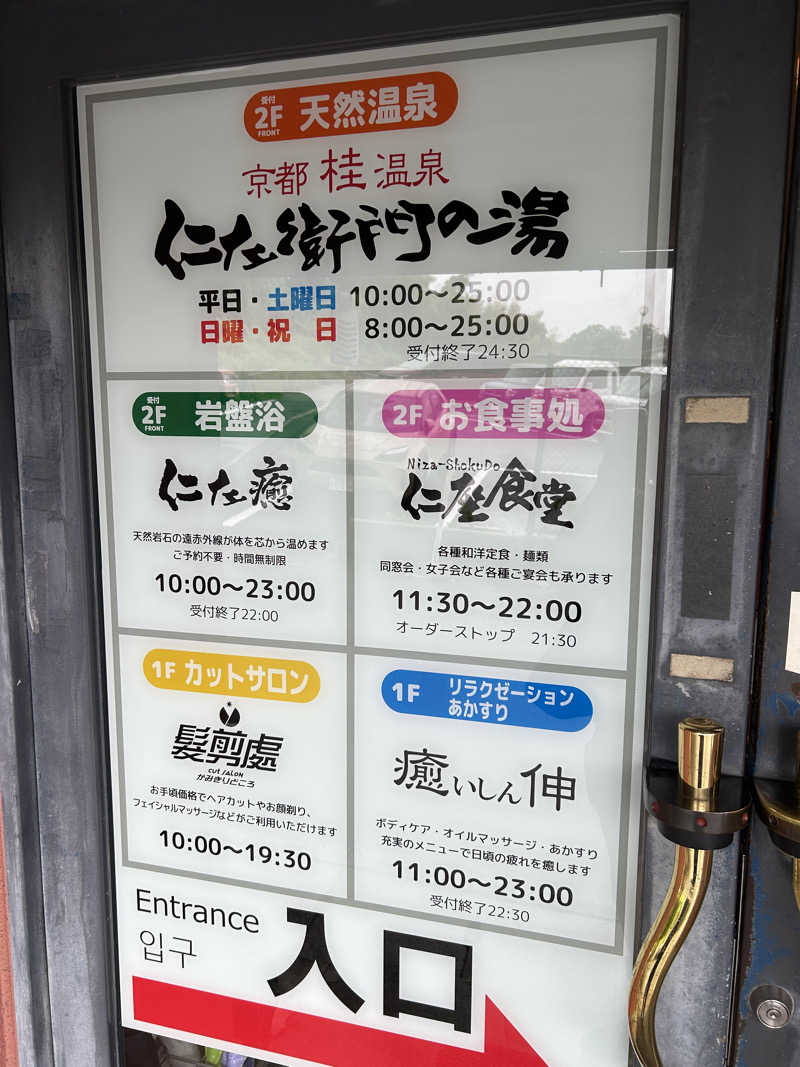 受付 2F FRONT 天然温泉
京都 桂 温泉
仁左衛門の湯
平日・土曜日 10:00～25:00
日曜・祝　日 8:00～25:00
受付終了24:30
受付 2F FRONT 岩盤浴
仁左癒
天然岩石の遠赤外線が体を芯から温めます
ご予約不要・時間無制限
10:00～23:00
受付終了22:00
2F お食事処
Niza-ShokuDo
仁左食堂
各種和洋定食・麺類
同窓会・女子会など各種ご宴会も承ります
11:30～22:00
オーダーストップ　21:30
1F カットサロン
髪剪處
CUT SALON
かみきりどころ
お手頃価格でヘアカットやお顔剃り、
フェイシャルマッサージなどがご利用いただけます
10:00～19:30
1F リラクゼーション
あかすり
癒いしん伸
ボディケア・オイルマッサージ・あかすり
充実のメニューで日頃の疲れを癒します
11:00～23:00
受付終了22:30
Entrance
입구
入口